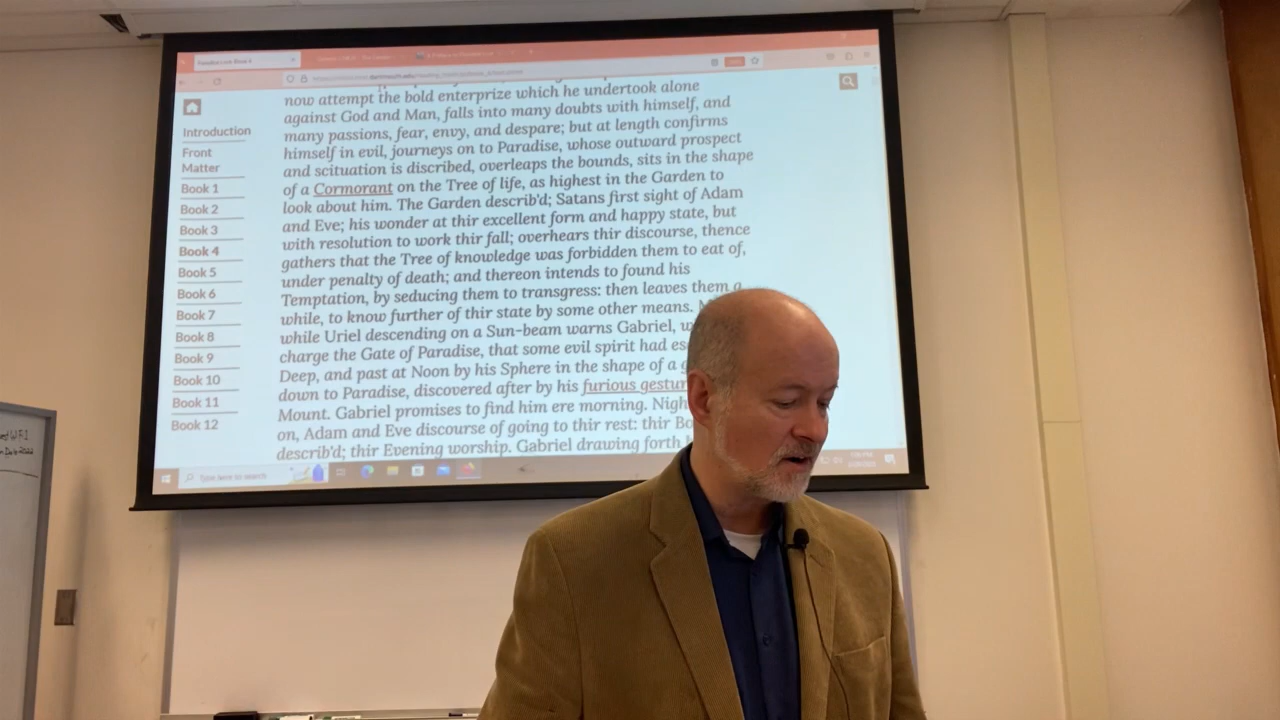 Paradise Lost: Book 4
Introduction
Front
Matter
Book 1
Book 2
Book 3
Book 4
Book 5
Book 6
Book 7
Book 8
Book 9
Book 10
Book 11
Book 12
now attempt the bold enterprize which he undertook alone
against God and Man, falls into many doubts with himself, and
many passions, fear, envy, and despare; but at length confirms
himself in evil, journeys on to Paradise, whose outward prospect
and scituation is discribed, overleaps the bounds, sits in the shape
of a Cormorant on the Tree of life, as highest in the Garden to
look about him. The Garden describ'd; Satans first sight of Adam
and Eve; his wonder at thir excellent form and happy state, but
with resolution to work thir fall; overhears thir discourse, thence
gathers that the Tree of knowledge was forbidden them to eat of,
under penalty of death; and thereon intends to found his
Temptation, by seducing them to transgress: then leaves them a
while, to know further of thir state by some other means.
while Uriel descending on a Sun-beam warns Gabriel,
charge the Gate of Paradise, that some evil spirit had
Deep, and past at Noon by his Sphere in the shape of a
down to Paradise, discovered after by his furious
Mount. Gabriel promises to find him ere morning.
on, Adam and Eve discourse of going to thir rest: thir
describ'd; thir Evening worship. Gabriel drawing forth
Type here to search